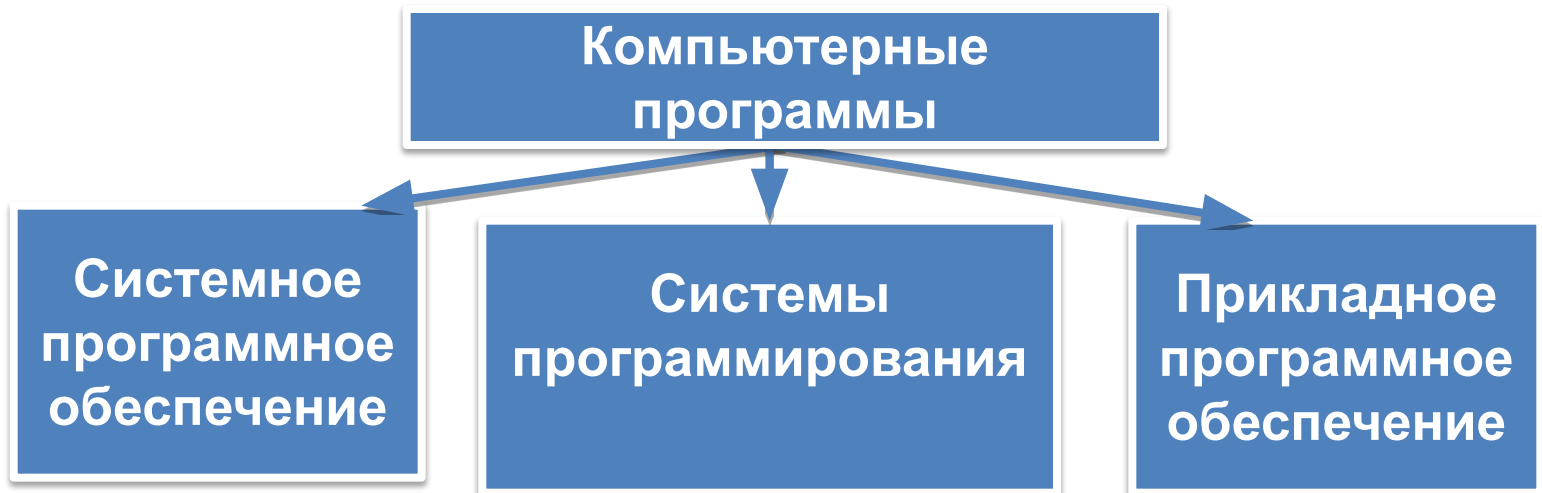 Компьютерные
программы
Системное
программное
обеспечение
Системы
программирования
Прикладное
программное
обеспечение